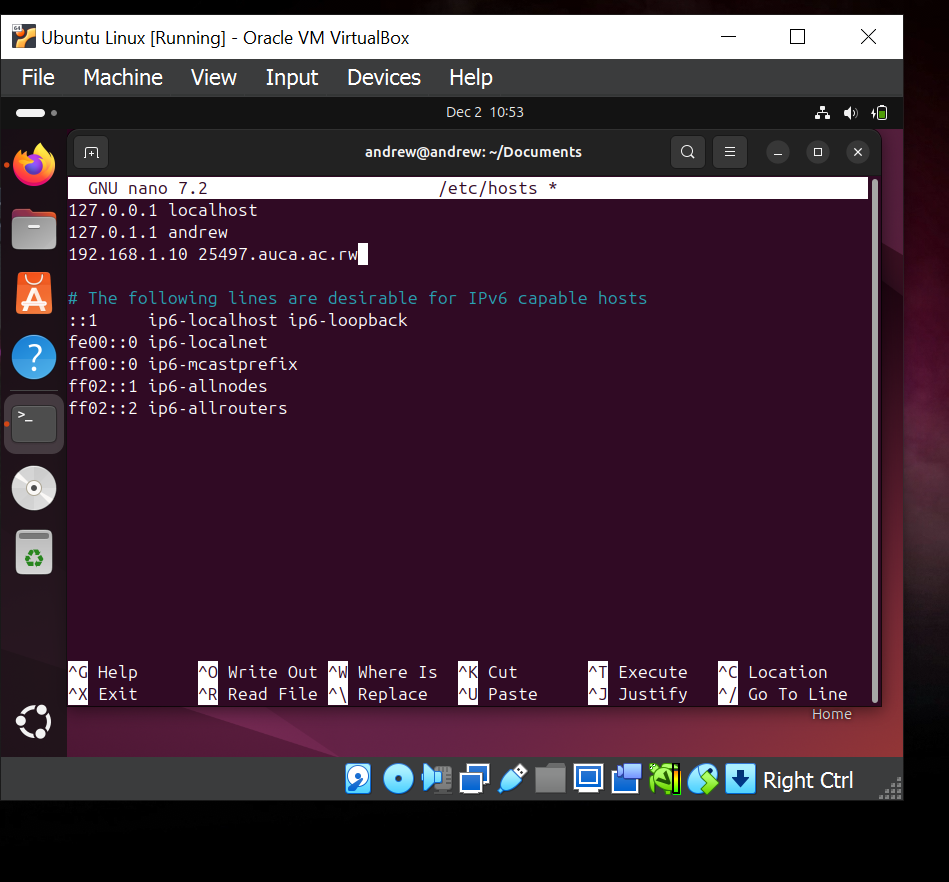 Ubuntu Linux [Running] - Oracle VM VirtualBox
File Machine View Input Devices Help
Dec 2 10:53
andrew@andrew: ~/Documents
GNU nano 7.2 /etc/hosts *
127.0.0.1 localhost
127.0.1.1 andrew
192.168.1.10 25497.auca.ac.rw
# The following lines are desirable for IPv6 capable hosts
::1 ip6-localhost ip6-loopback
fe00::0 ip6-localnet
ff00::0 ip6-mcastprefix
ff02::1 ip6-allnodes
ff02::2 ip6-allrouters
^G Help ^O Write Out ^W Where Is ^K Cut ^T Execute ^C Location
^X Exit ^R Read File ^\ Replace ^U Paste ^J Justify ^/ Go To Line
Home
Right Ctrl